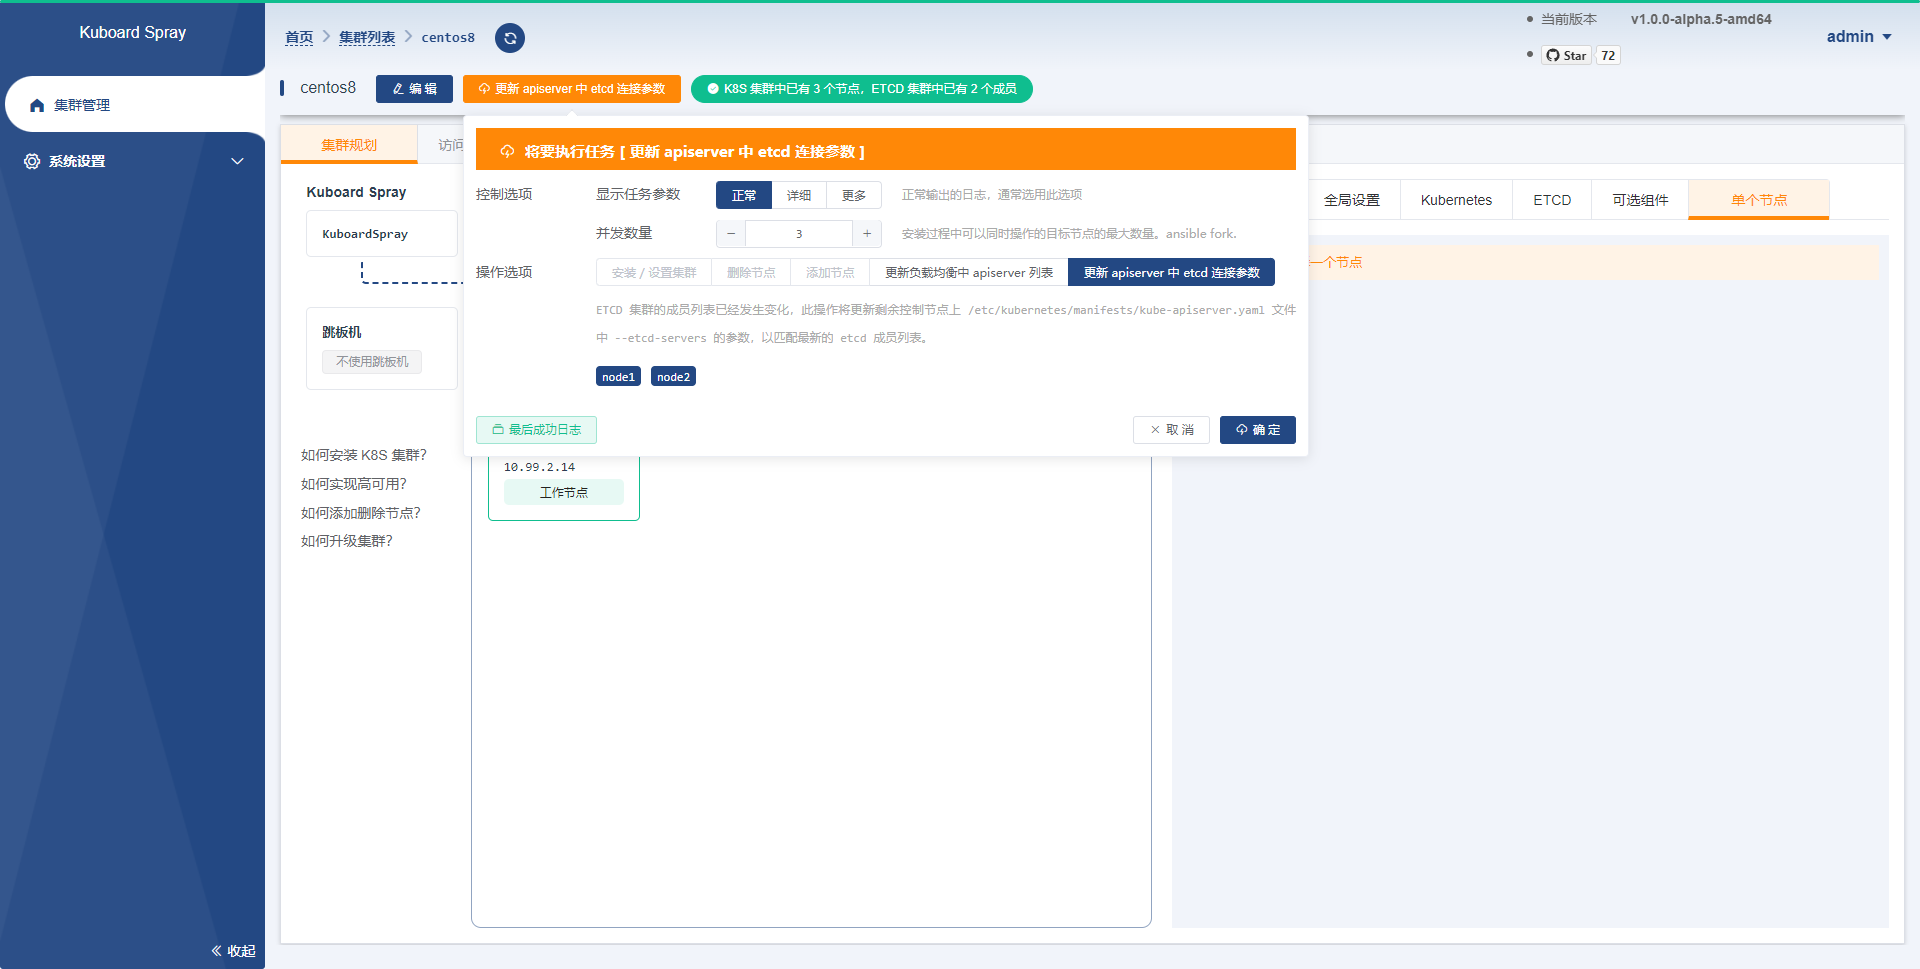 Kuboard Spray
集群管理
系统设置
收起
首页
集群列表
centos8
当前版本
v1.0.0-alpha.5-amd64
Star
72
admin
centos8
编 辑
更新 apiserver 中 etcd 连接参数
K8S 集群中已有 3 个节点，ETCD 集群中已有 2 个成员
集群规划
访问
Kuboard Spray
KuboardSpray
跳板机
不使用跳板机
如何安装 K8S 集群？
如何实现高可用？
如何添加删除节点？
如何升级集群？
将要执行任务 [ 更新 apiserver 中 etcd 连接参数 ]
控制选项
显示任务参数
正常
详细
更多
正常输出的日志，通常选用此选项
并发数量
3
安装过程中可以同时操作的目标节点的最大数量。ansible fork.
操作选项
安装 / 设置集群
删除节点
添加节点
更新负载均衡中 apiserver 列表
更新 apiserver 中 etcd 连接参数
ETCD 集群的成员列表已经发生变化，此操作将更新剩余控制节点上 /etc/kubernetes/manifests/kube-apiserver.yaml 文件
中 --etcd-servers 的参数，以匹配最新的 etcd 成员列表。
node1
node2
最后成功日志
取 消
确 定
10.99.2.14
工作节点
全局设置
Kubernetes
ETCD
可选组件
单个节点
一个节点